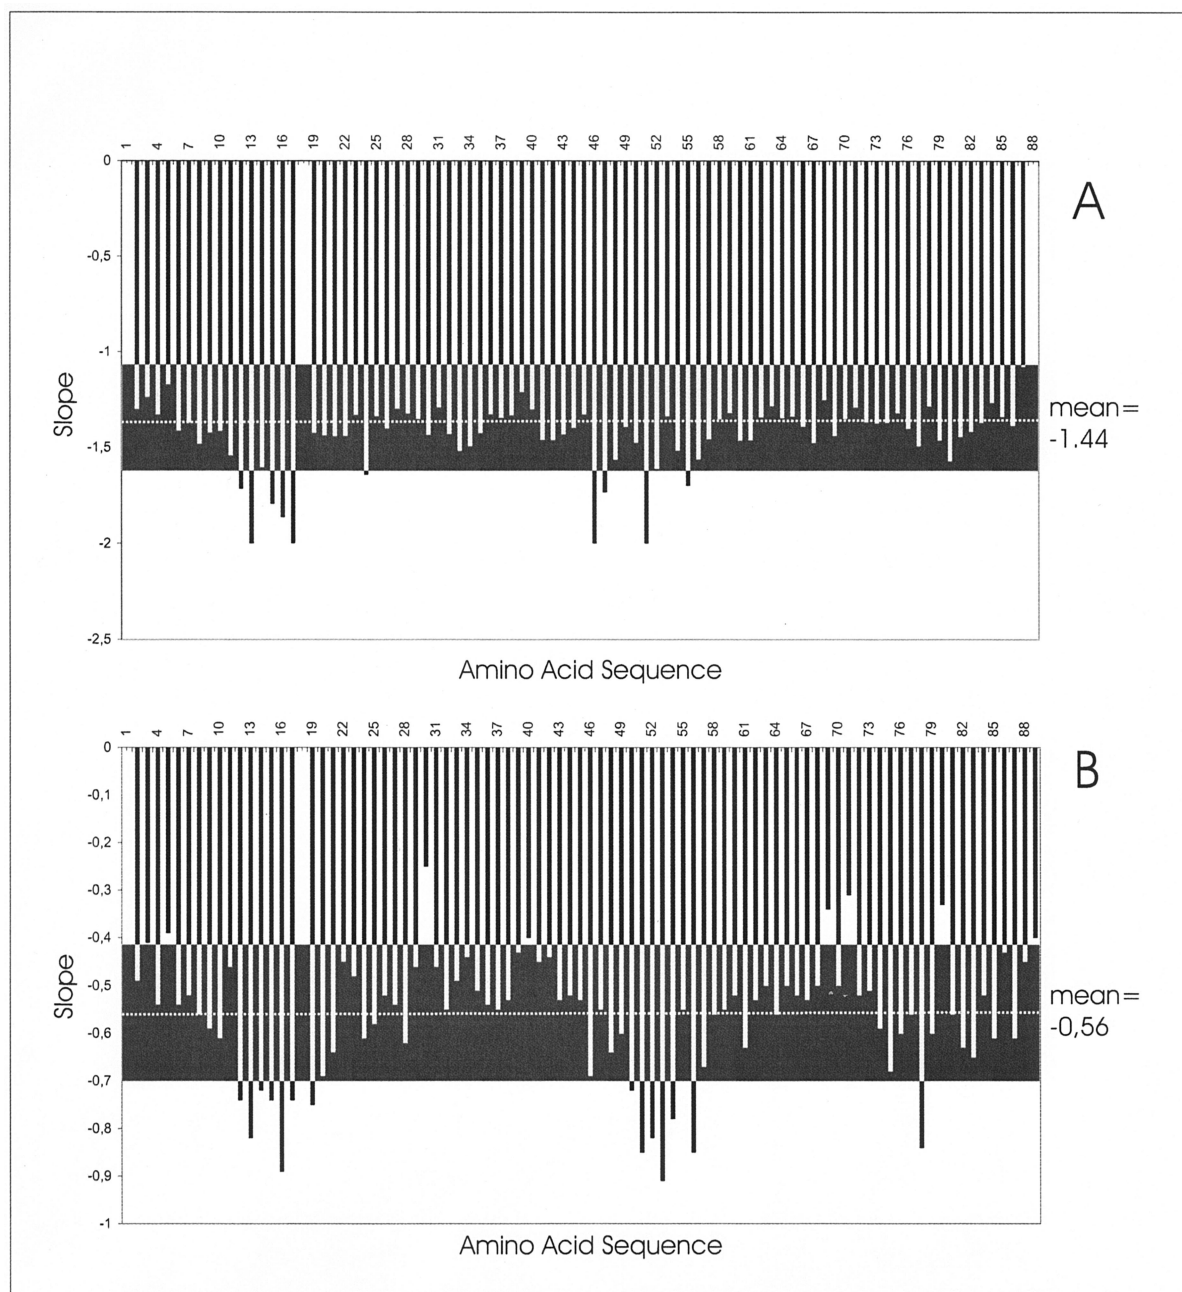 1 4 7 10 13 16 19 22 25 28 31 34 37 40 43 46 49 52 55 58 61 64 67 70 73 76 79 82 85 88
0
-0,5
-1
-1,5
-2
-2,5
Slope
A
mean=
-1.44
Amino Acid Sequence
1 4 7 10 13 16 19 22 25 28 31 34 37 40 43 46 49 52 55 58 61 64 67 70 73 76 79 82 85 88
0
-0,1
-0,2
-0,3
-0,4
-0,5
-0,6
-0,7
-0,8
-0,9
-1
Slope
B
mean=
-0,56
Amino Acid Sequence